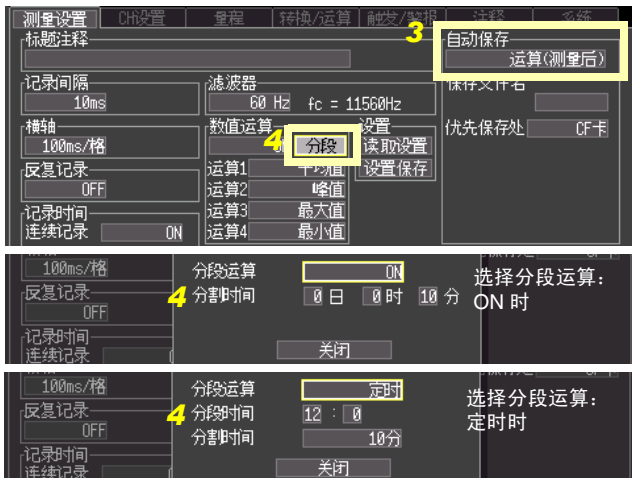 测量设置 CH设置 量程 转换/运算 触发/警报 注释 系统
3
标题注释
自动保存
运算(测量后)
记录间隔
10ms
滤波器
60 Hz fc = 11560Hz
保存文件名
横轴
100ms/格
数值运算
4
分段
设置
读取设置
设置保存
优先保存处 CF卡
反复记录
OFF
运算1 平均值
运算2 峰值
运算3 最大值
运算4 最小值
记录时间
连续记录 ON
100ms/格
反复记录
OFF
记录时间
连续记录
4
分段运算 ON
分割时间 0 日 0 时 10 分
关闭
选择分段运算：
ON 时
100ms/格
反复记录
OFF
记录时间
连续记录
4
分段运算 定时
分段时间 12 : 0
分割时间 10分
关闭
选择分段运算：
定时时